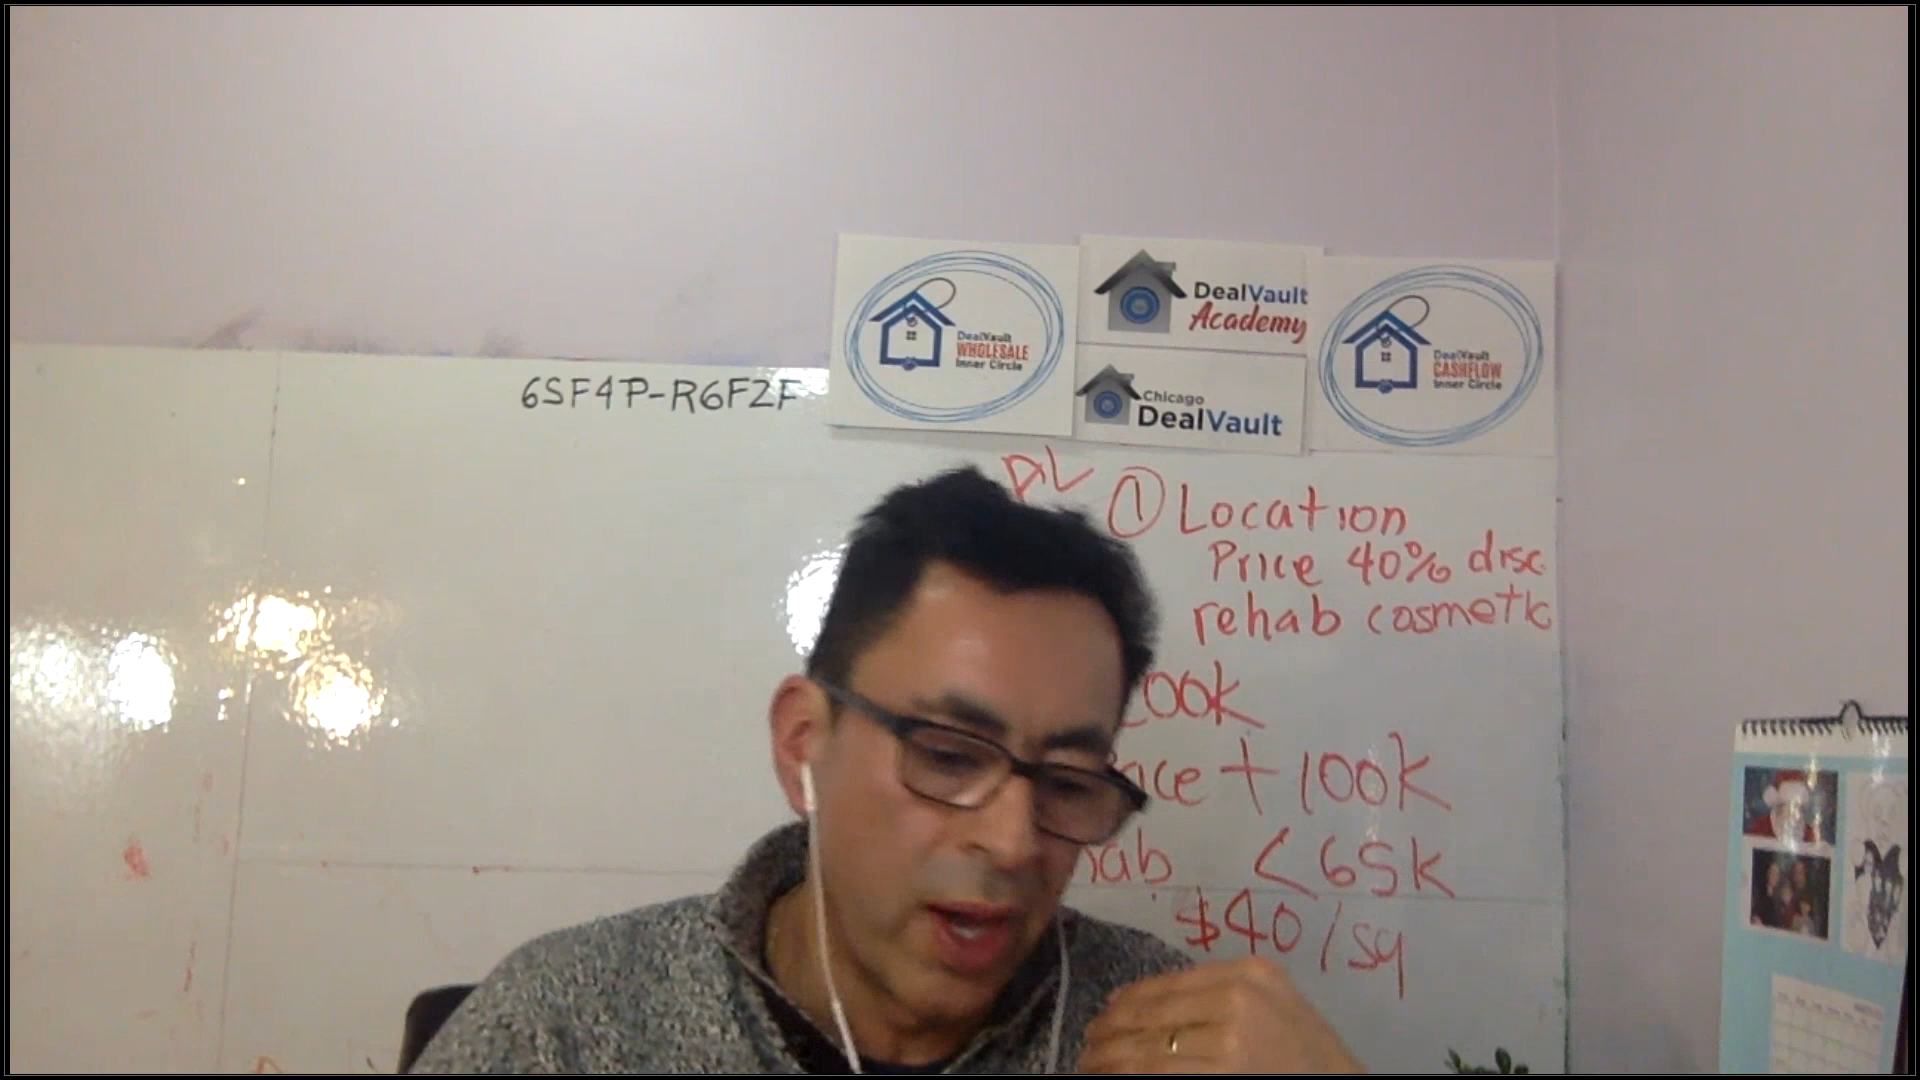 6SF4P-R6F2F
DealVault
WHOLESALE
Inner Circle
DealVault
Academy
Chicago
DealVault
DealVault
CASHFLOW
Inner Circle
① Location
Price 40% disc.
rehab cosmetic
+ 100k
< 65k
$40/sq